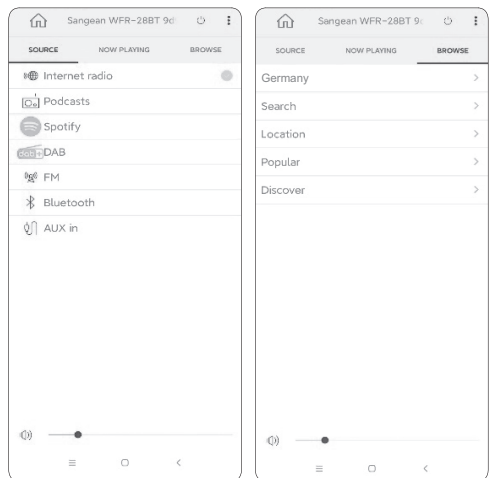 Sangean WFR-28BT 9d
SOURCE NOW PLAYING BROWSE
Internet radio
Podcasts
Spotify
DAB
FM
Bluetooth
AUX in
Sangean WFR-28BT 9
SOURCE NOW PLAYING BROWSE
Germany
Search
Location
Popular
Discover